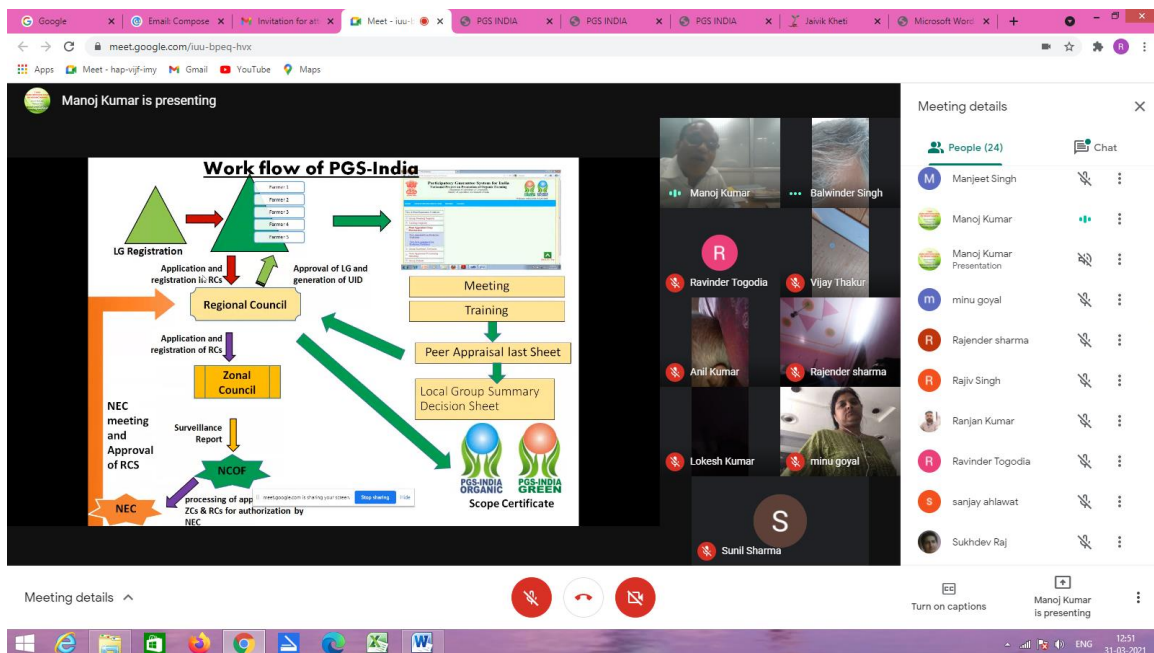 Google
Email: Compose
Invitation for att
Meet - iuu-b
PGS INDIA
PGS INDIA
PGS INDIA
Jaivik Kheti
Microsoft Word
meet.google.com/iuu-bpeq-hvx
R
Apps
Meet - hap-vijf-imy
Gmail
YouTube
Maps
Manoj Kumar is presenting
Work flow of PGS-India
Farmer 1
Farmer 2
Farmer 3
Farmer 4
Farmer 5
Participatory Guarantee System for India
LG Registration
Application and
registration in RCs
Approval of LG and
generation of UID
Regional Council
Application and
registration of RCs
Zonal
Council
NEC
meeting
and
Approval
of RCS
Surveillance
Report
NCOF
NEC
processing of app
ZCs & RCs for authorization by
NEC
meet.google.com is sharing your screen.
Stop sharing
Hide
Meeting
Training
Peer Appraisal last Sheet
Local Group Summary
Decision Sheet
PGS-INDIA
ORGANIC
PGS-INDIA
GREEN
Scope Certificate
Manoj Kumar
Balwinder Singh
R
Ravinder Togodia
Vijay Thakur
Anil Kumar
Rajender sharma
Lokesh Kumar
minu goyal
S
Sunil Sharma
Meeting details
People (24)
Chat
M
Manjeet Singh
Manoj Kumar
Manoj Kumar
Presentation
m
minu goyal
R
Rajender sharma
R
Rajiv Singh
Ranjan Kumar
R
Ravinder Togodia
s
sanjay ahlawat
Sukhdev Raj
Meeting details
CC
Turn on captions
Manoj Kumar
is presenting
ENG
12:51
31-03-2021